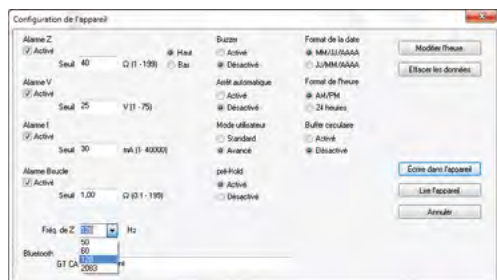 Configuration de l'appareil
Alarme Z
Activé
Seuil 40 Ω (1 - 199)
Haut
Bas
Alarme V
Activé
Seuil 25 V (1 - 75)
Alarme I
Activé
Seuil 30 mA (1- 40000)
Alarme Boucle
Activé
Seuil 1,00 Ω (0.1 - 199)
Fréq. de Z 128 Hz
50
60
128
2083
Bluetooth
GT CA
Buzzer
Activé
Désactivé
Arrêt automatique
Activé
Désactivé
Mode utilisateur
Standard
Avancé
pré-Hold
Activé
Désactivé
Format de la date
MM/JJ/AAAA
JJ/MM/AAAA
Format de l'heure
AM/PM
24 heures
Buffer circulaire
Activé
Désactivé
Modifier l'heure
Effacer les données
Écrire dans l'appareil
Lire l'appareil
Annuler